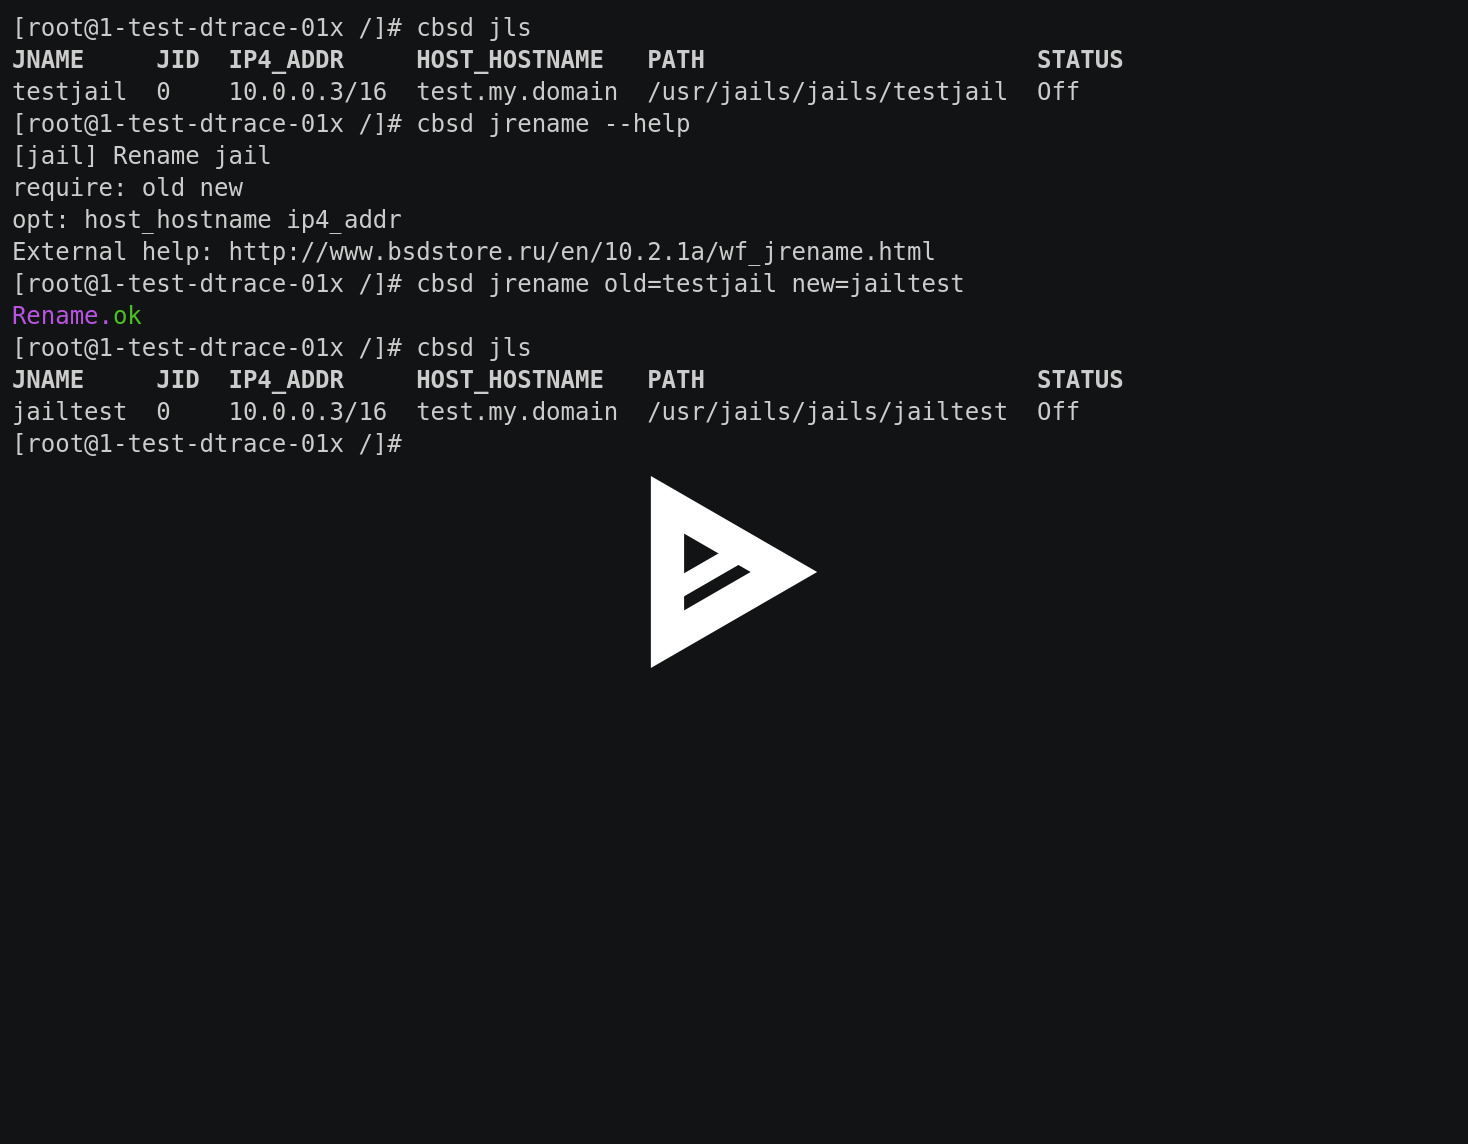 [root@1-test-dtrace-01x /]# cbsd jls
JNAME     JID  IP4_ADDR     HOST_HOSTNAME   PATH                       STATUS
testjail  0    10.0.0.3/16  test.my.domain  /usr/jails/jails/testjail  Off
[root@1-test-dtrace-01x /]# cbsd jrename --help
[jail] Rename jail
require: old new
opt: host_hostname ip4_addr
External help: http://www.bsdstore.ru/en/10.2.1a/wf_jrename.html
[root@1-test-dtrace-01x /]# cbsd jrename old=testjail new=jailtest
Rename.ok
[root@1-test-dtrace-01x /]# cbsd jls
JNAME     JID  IP4_ADDR     HOST_HOSTNAME   PATH                       STATUS
jailtest  0    10.0.0.3/16  test.my.domain  /usr/jails/jails/jailtest  Off
[root@1-test-dtrace-01x /]#